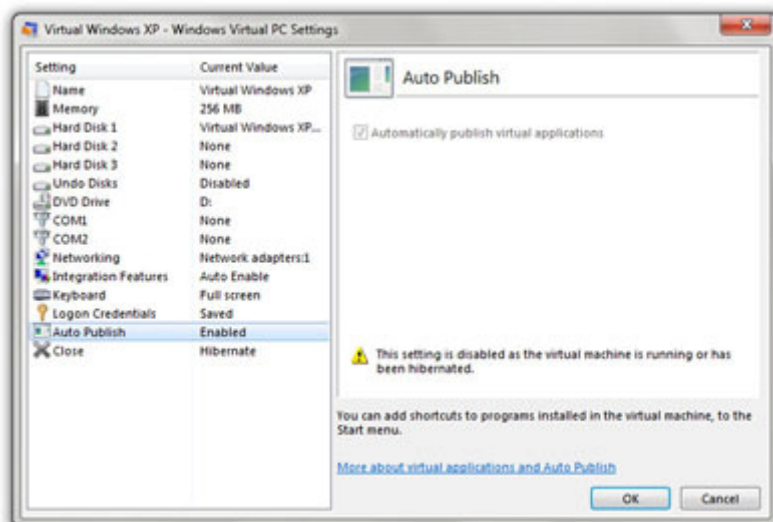 Virtual Windows XP - Windows Virtual PC Settings
Setting Current Value
Name Virtual Windows XP
Memory 256 MB
Hard Disk 1 Virtual Windows XP...
Hard Disk 2 None
Hard Disk 3 None
Undo Disks Disabled
DVD Drive D:
COM1 None
COM2 None
Networking Network adapters:1
Integration Features Auto Enable
Keyboard Full screen
Logon Credentials Saved
Auto Publish Enabled
Close Hibernate
Auto Publish
Automatically publish virtual applications
This setting is disabled as the virtual machine is running or has
been hibernated.
You can add shortcuts to programs installed in the virtual machine, to the
Start menu.
More about virtual applications and Auto Publish
OK Cancel